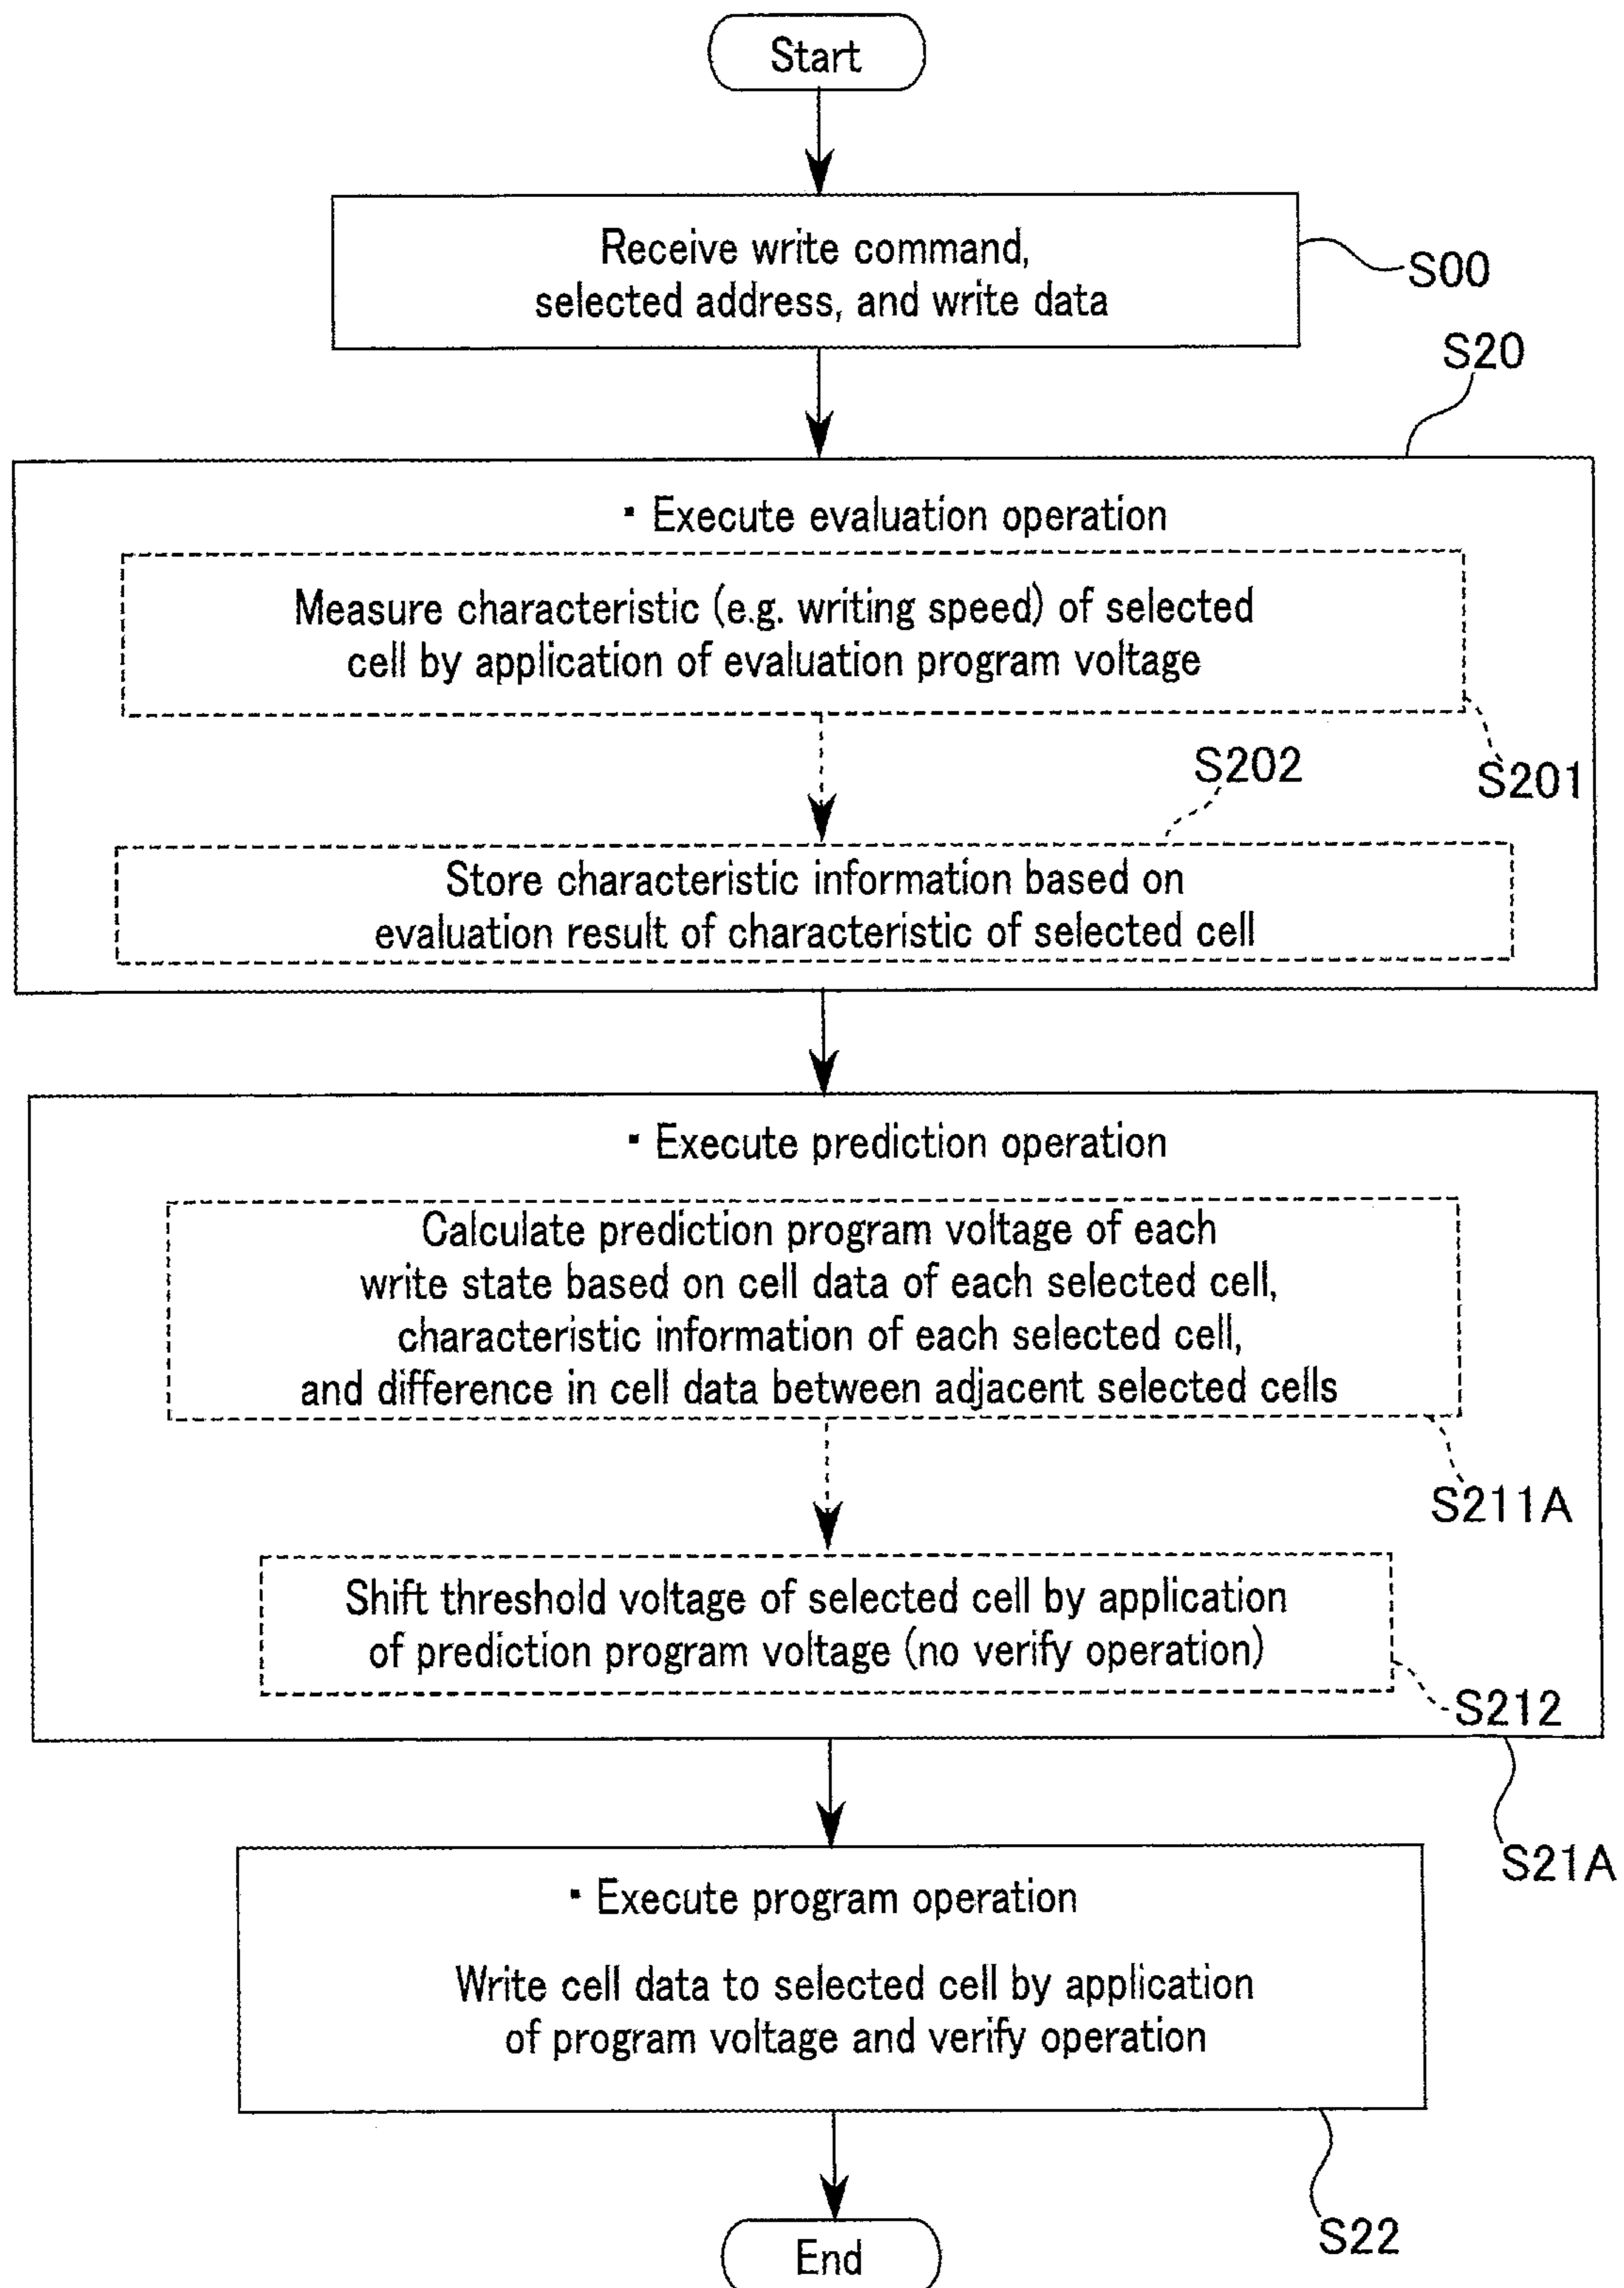 Start
Receive write command,
selected address, and write data
S00
S20
▪ Execute evaluation operation
Measure characteristic (e.g. writing speed) of selected
cell by application of evaluation program voltage
S201
S202
Store characteristic information based on
evaluation result of characteristic of selected cell
▪ Execute prediction operation
Calculate prediction program voltage of each
write state based on cell data of each selected cell,
characteristic information of each selected cell,
and difference in cell data between adjacent selected cells
S211A
Shift threshold voltage of selected cell by application
of prediction program voltage (no verify operation)
S212
S21A
▪ Execute program operation
Write cell data to selected cell by application
of program voltage and verify operation
S22
End